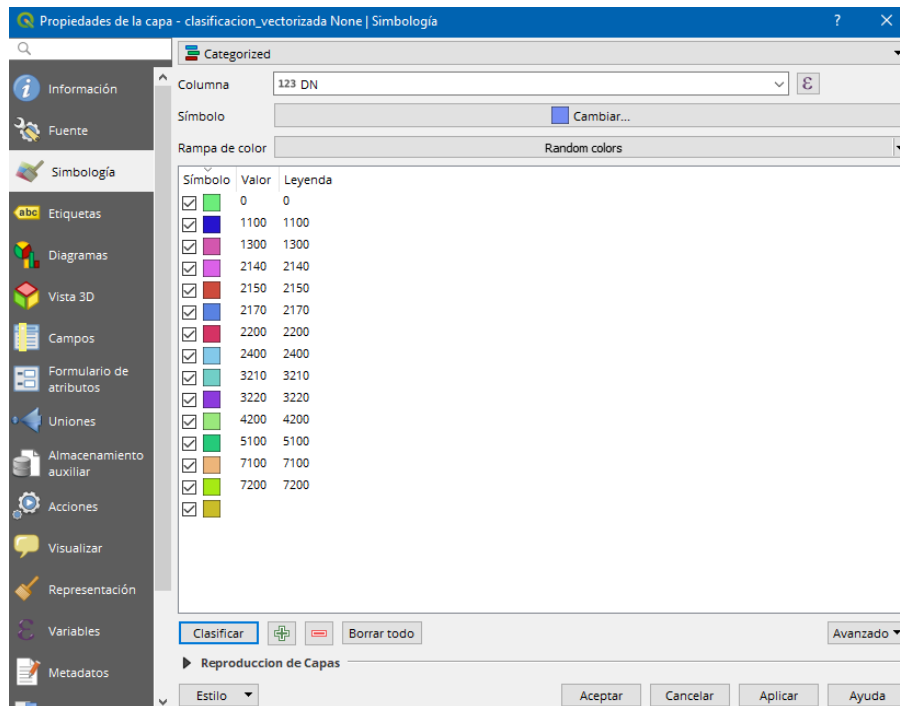 Propiedades de la capa - clasificacion_vectorizada None | Simbología
Información
Fuente
Simbología
abc Etiquetas
Diagramas
Vista 3D
Campos
Formulario de
atributos
Uniones
Almacenamiento
auxiliar
Acciones
Visualizar
Representación
Variables
Metadatos
Categorized
Columna 123 DN ε
Símbolo Cambiar...
Rampa de color Random colors
Símbolo Valor Leyenda
0 0
1100 1100
1300 1300
2140 2140
2150 2150
2170 2170
2200 2200
2400 2400
3210 3210
3220 3220
4200 4200
5100 5100
7100 7100
7200 7200
Clasificar Borrar todo Avanzado
Reproduccion de Capas
Estilo Aceptar Cancelar Aplicar Ayuda